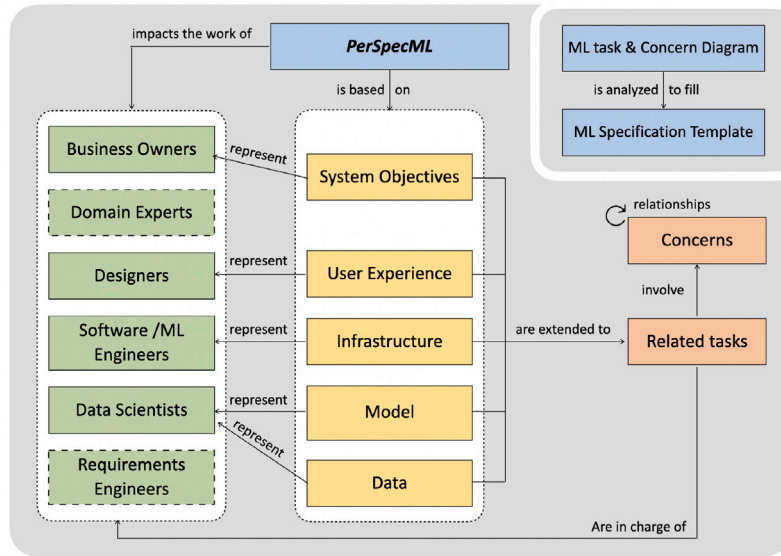 impacts the work of
PerSpecML
is based on
ML task & Concern Diagram
is analyzed to fill
ML Specification Template
Business Owners
Domain Experts
Designers
Software /ML
Engineers
Data Scientists
Requirements
Engineers
represent
represent
represent
represent
represent
System Objectives
User Experience
Infrastructure
Model
Data
are extended to
relationships
Concerns
involve
Related tasks
Are in charge of